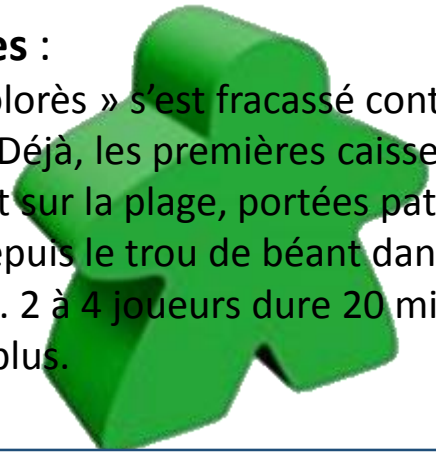 es :
olorès » s'est fracassé cont
Déjà, les premières caisse
t sur la plage, portées pat
epuis le trou de béant dan
. 2 à 4 joueurs dure 20 mi
plus.